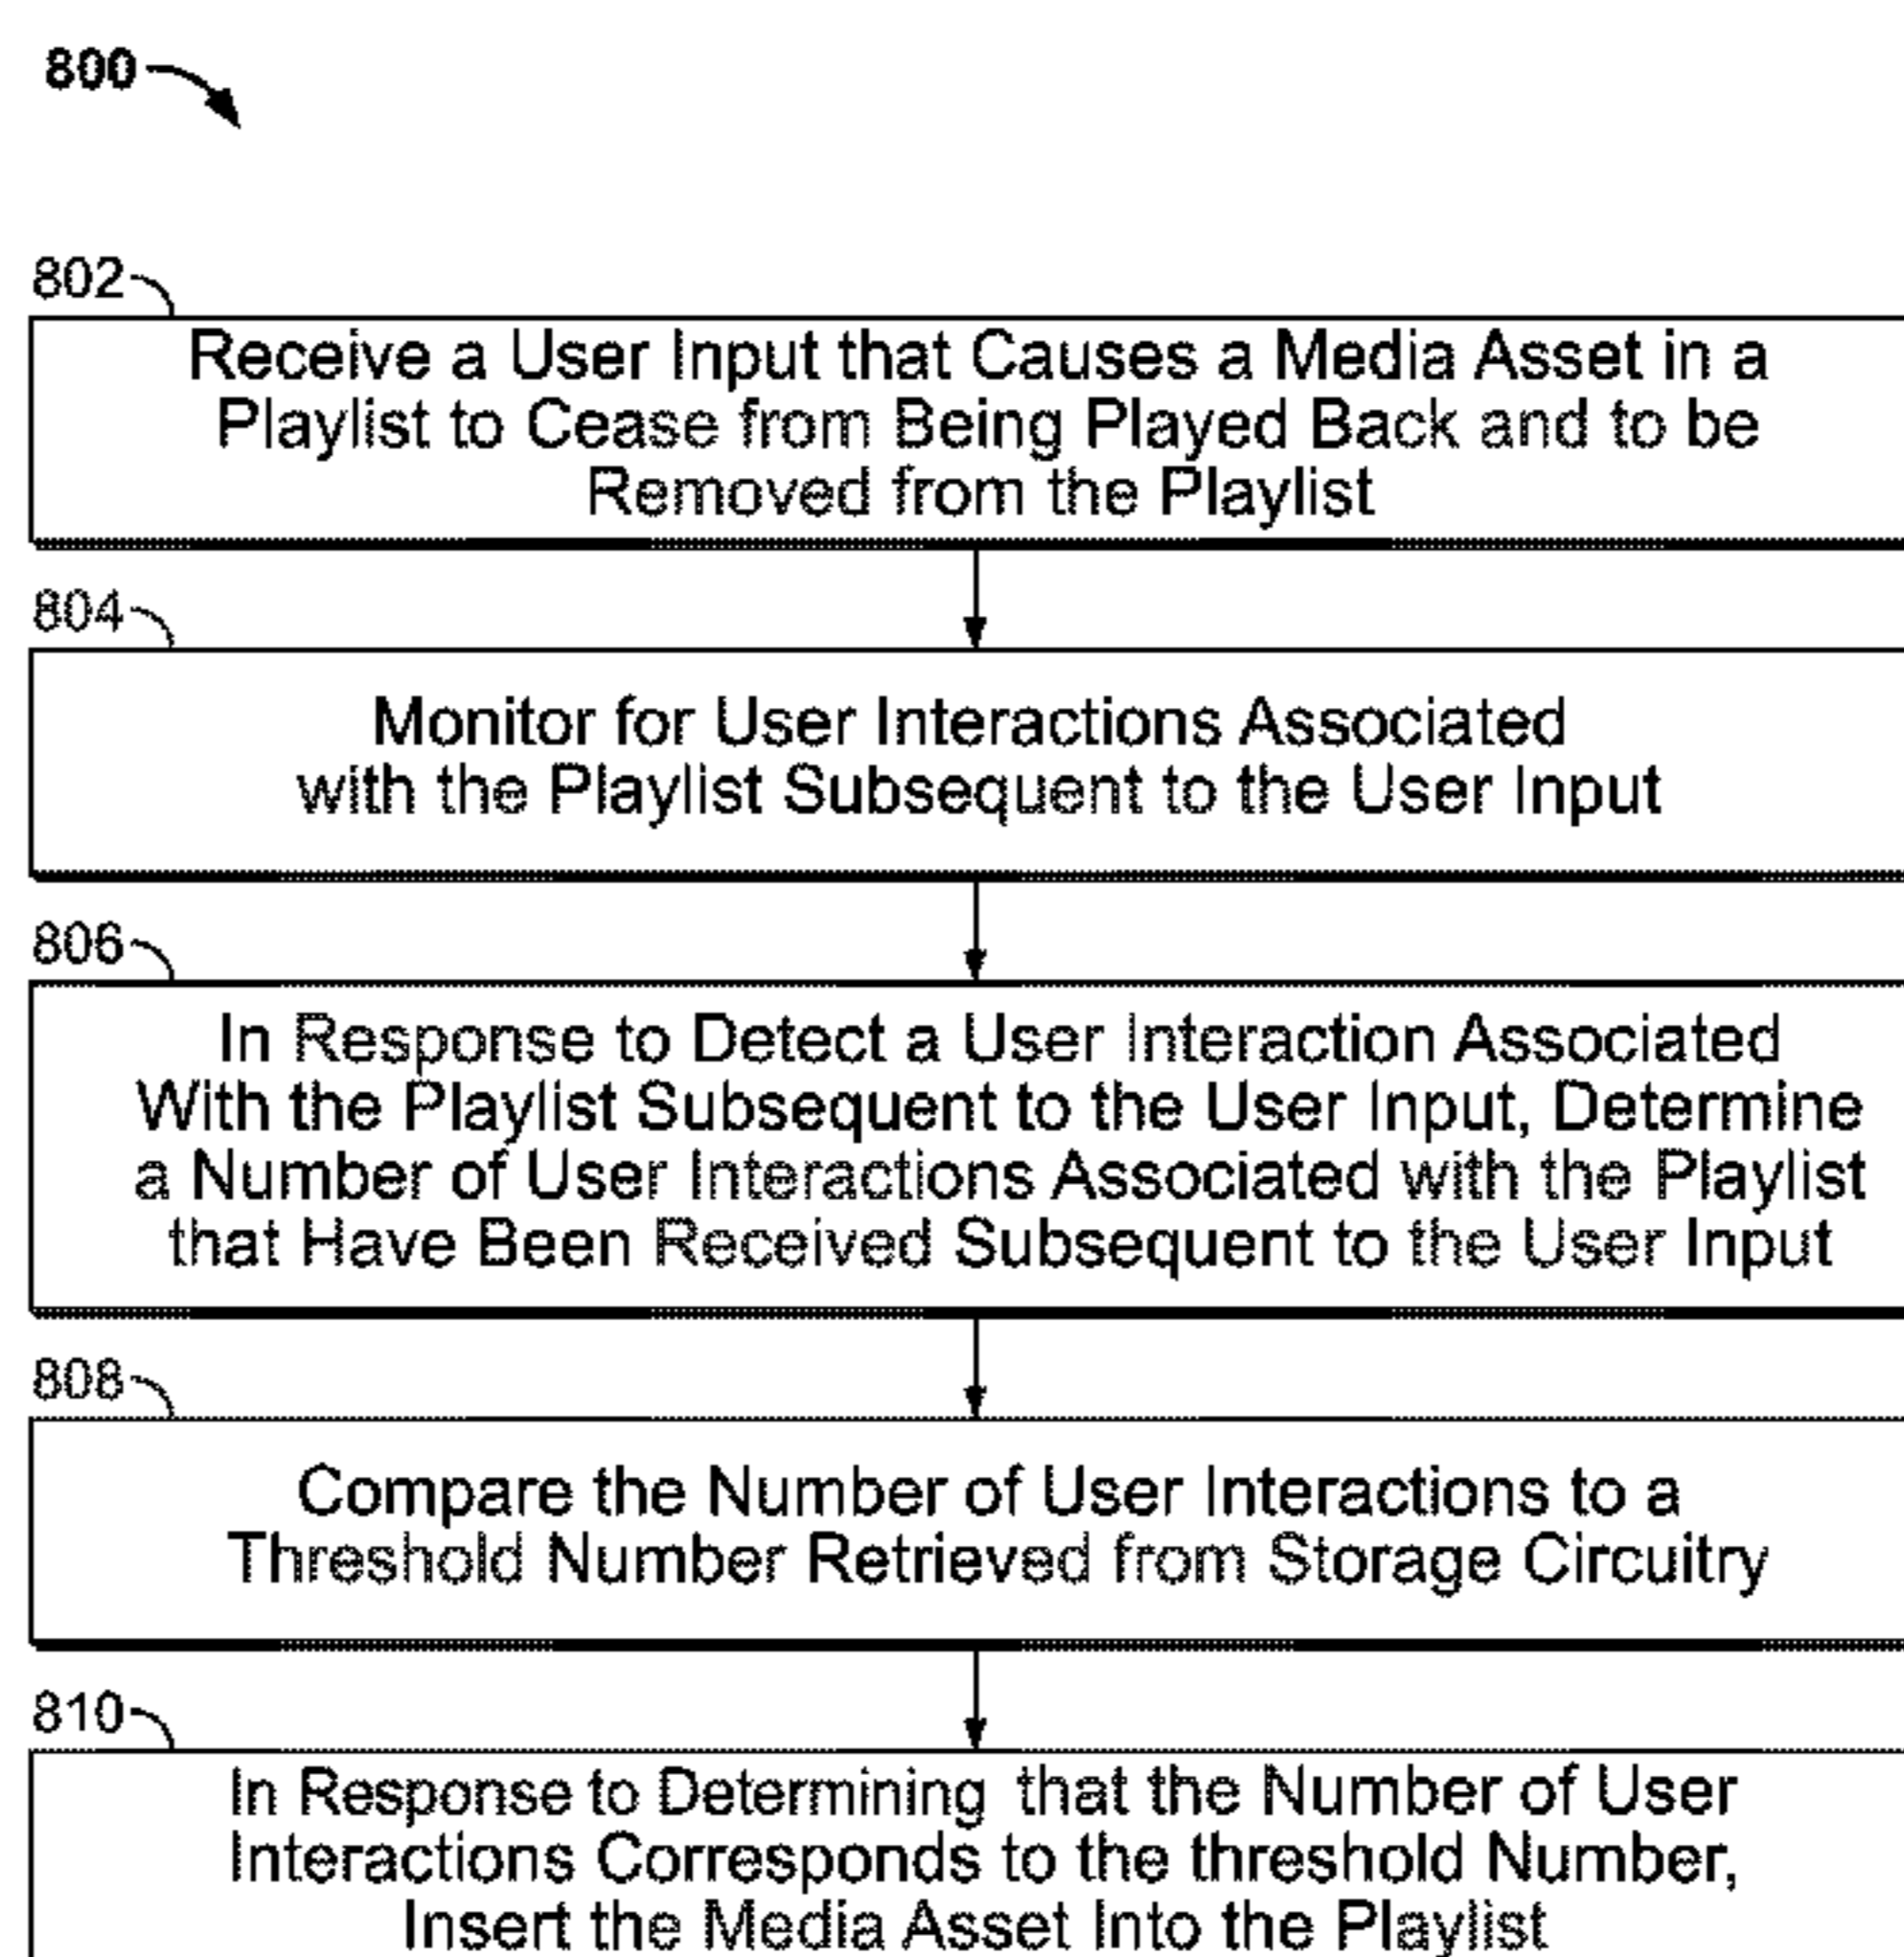 800
802
Receive a User Input that Causes a Media Asset in a
Playlist to Cease from Being Played Back and to be
Removed from the Playlist
804
Monitor for User Interactions Associated
with the Playlist Subsequent to the User Input
806
In Response to Detect a User Interaction Associated
With the Playlist Subsequent to the User Input, Determine
a Number of User Interactions Associated with the Playlist
that Have Been Received Subsequent to the User Input
808
Compare the Number of User Interactions to a
Threshold Number Retrieved from Storage Circuitry
810
In Response to Determining that the Number of User
Interactions Corresponds to the threshold Number,
Insert the Media Asset Into the Playlist